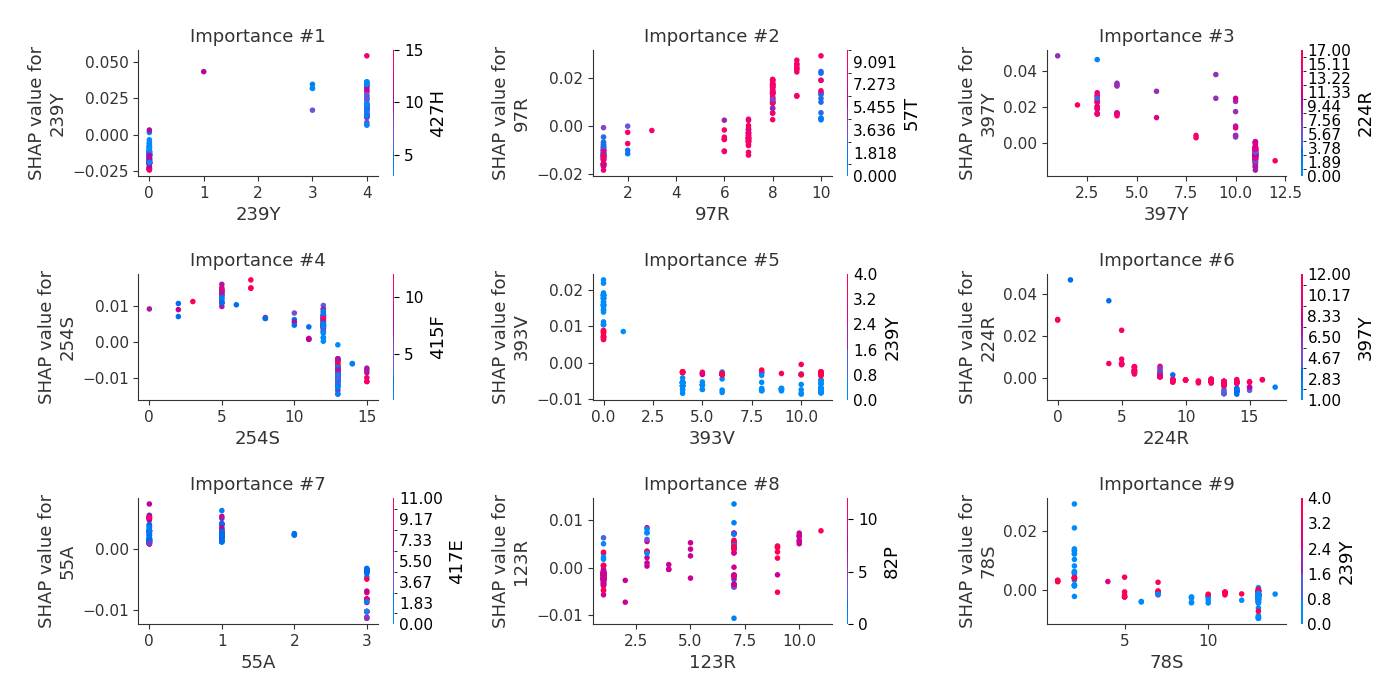 Importance #1
SHAP value for
239Y
0.050
0.025
0.000
−0.025
0
1
2
3
4
239Y
15
10
5
427H
Importance #2
SHAP value for
97R
0.02
0.00
−0.02
2
4
6
8
10
97R
9.091
7.273
5.455
3.636
1.818
0.000
57T
Importance #3
SHAP value for
397Y
0.04
0.02
0.00
2.5
5.0
7.5
10.0
12.5
397Y
17.00
15.11
13.22
11.33
9.44
7.56
5.67
3.78
1.89
0.00
224R
Importance #4
SHAP value for
254S
0.01
0.00
−0.01
0
5
10
15
254S
10
5
415F
Importance #5
SHAP value for
393V
0.02
0.01
0.00
−0.01
0.0
2.5
5.0
7.5
10.0
393V
4.0
3.2
2.4
1.6
0.8
0.0
239Y
Importance #6
SHAP value for
224R
0.04
0.02
0.00
0
5
10
15
224R
12.00
10.17
8.33
6.50
4.67
2.83
1.00
397Y
Importance #7
SHAP value for
55A
0.00
−0.01
0
1
2
3
55A
11.00
9.17
7.33
5.50
3.67
1.83
0.00
417E
Importance #8
SHAP value for
123R
0.01
0.00
−0.01
2.5
5.0
7.5
10.0
123R
10
5
0
82P
Importance #9
SHAP value for
78S
0.02
0.00
5
10
78S
4.0
3.2
2.4
1.6
0.8
0.0
239Y